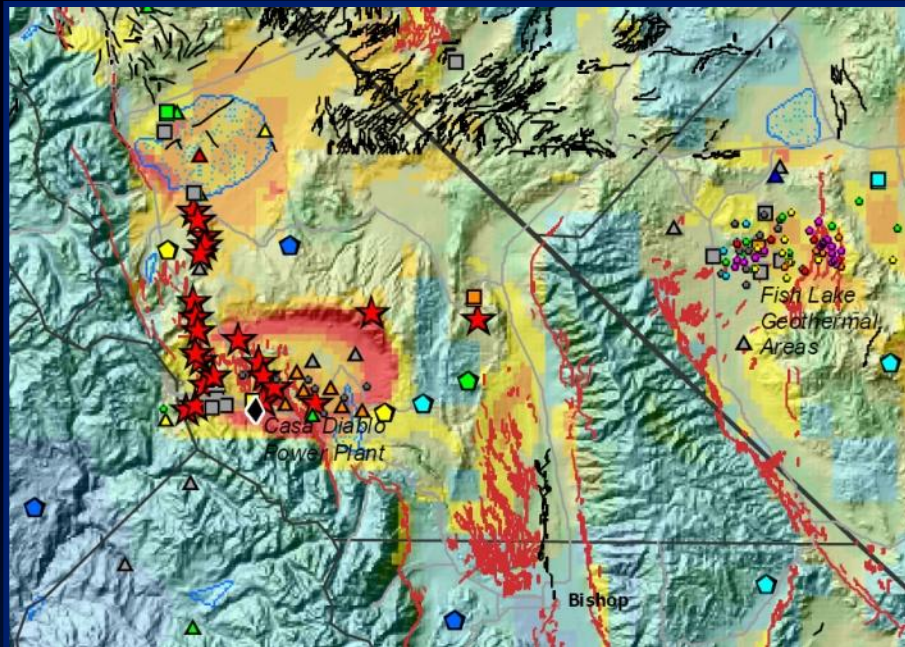 Fish Lake
Geothermal
Areas
Casa Diablo
Power Plant
Bishop